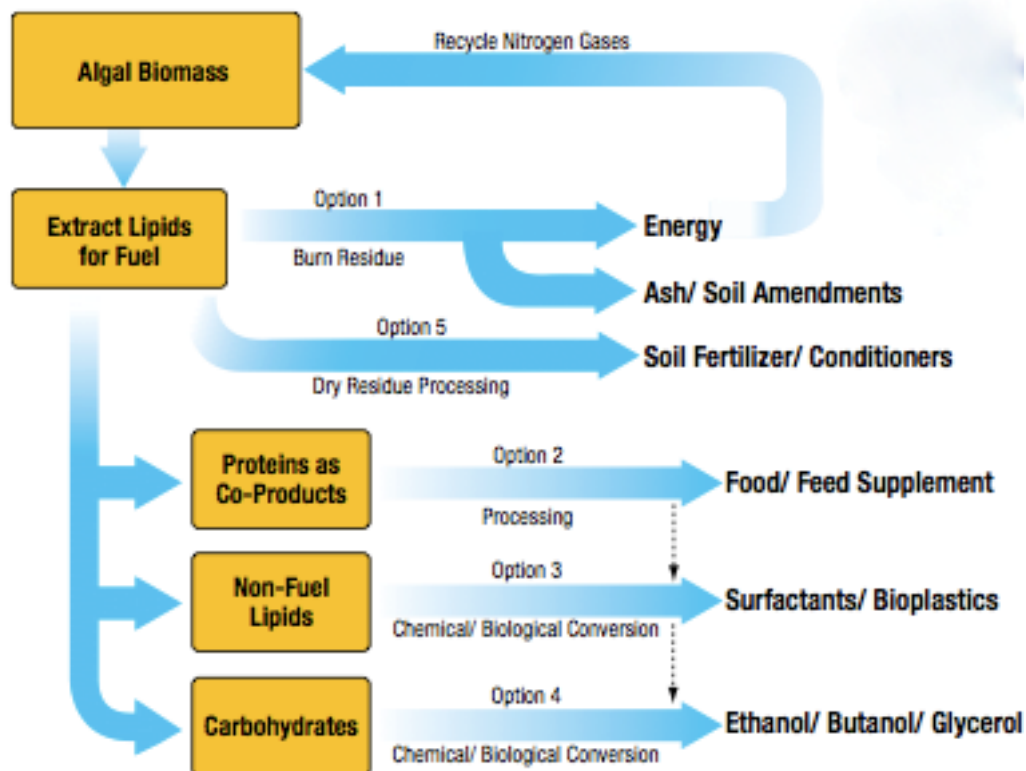 Recycle Nitrogen Gases
Algal Biomass
Option 1
Extract Lipids
for Fuel
Energy
Burn Residue
Ash/ Soil Amendments
Option 5
Soil Fertilizer/ Conditioners
Dry Residue Processing
Proteins as
Co-Products
Option 2
Food/ Feed Supplement
Processing
Non-Fuel
Lipids
Option 3
Surfactants/ Bioplastics
Chemical/ Biological Conversion
Carbohydrates
Option 4
Ethanol/ Butanol/ Glycerol
Chemical/ Biological Conversion